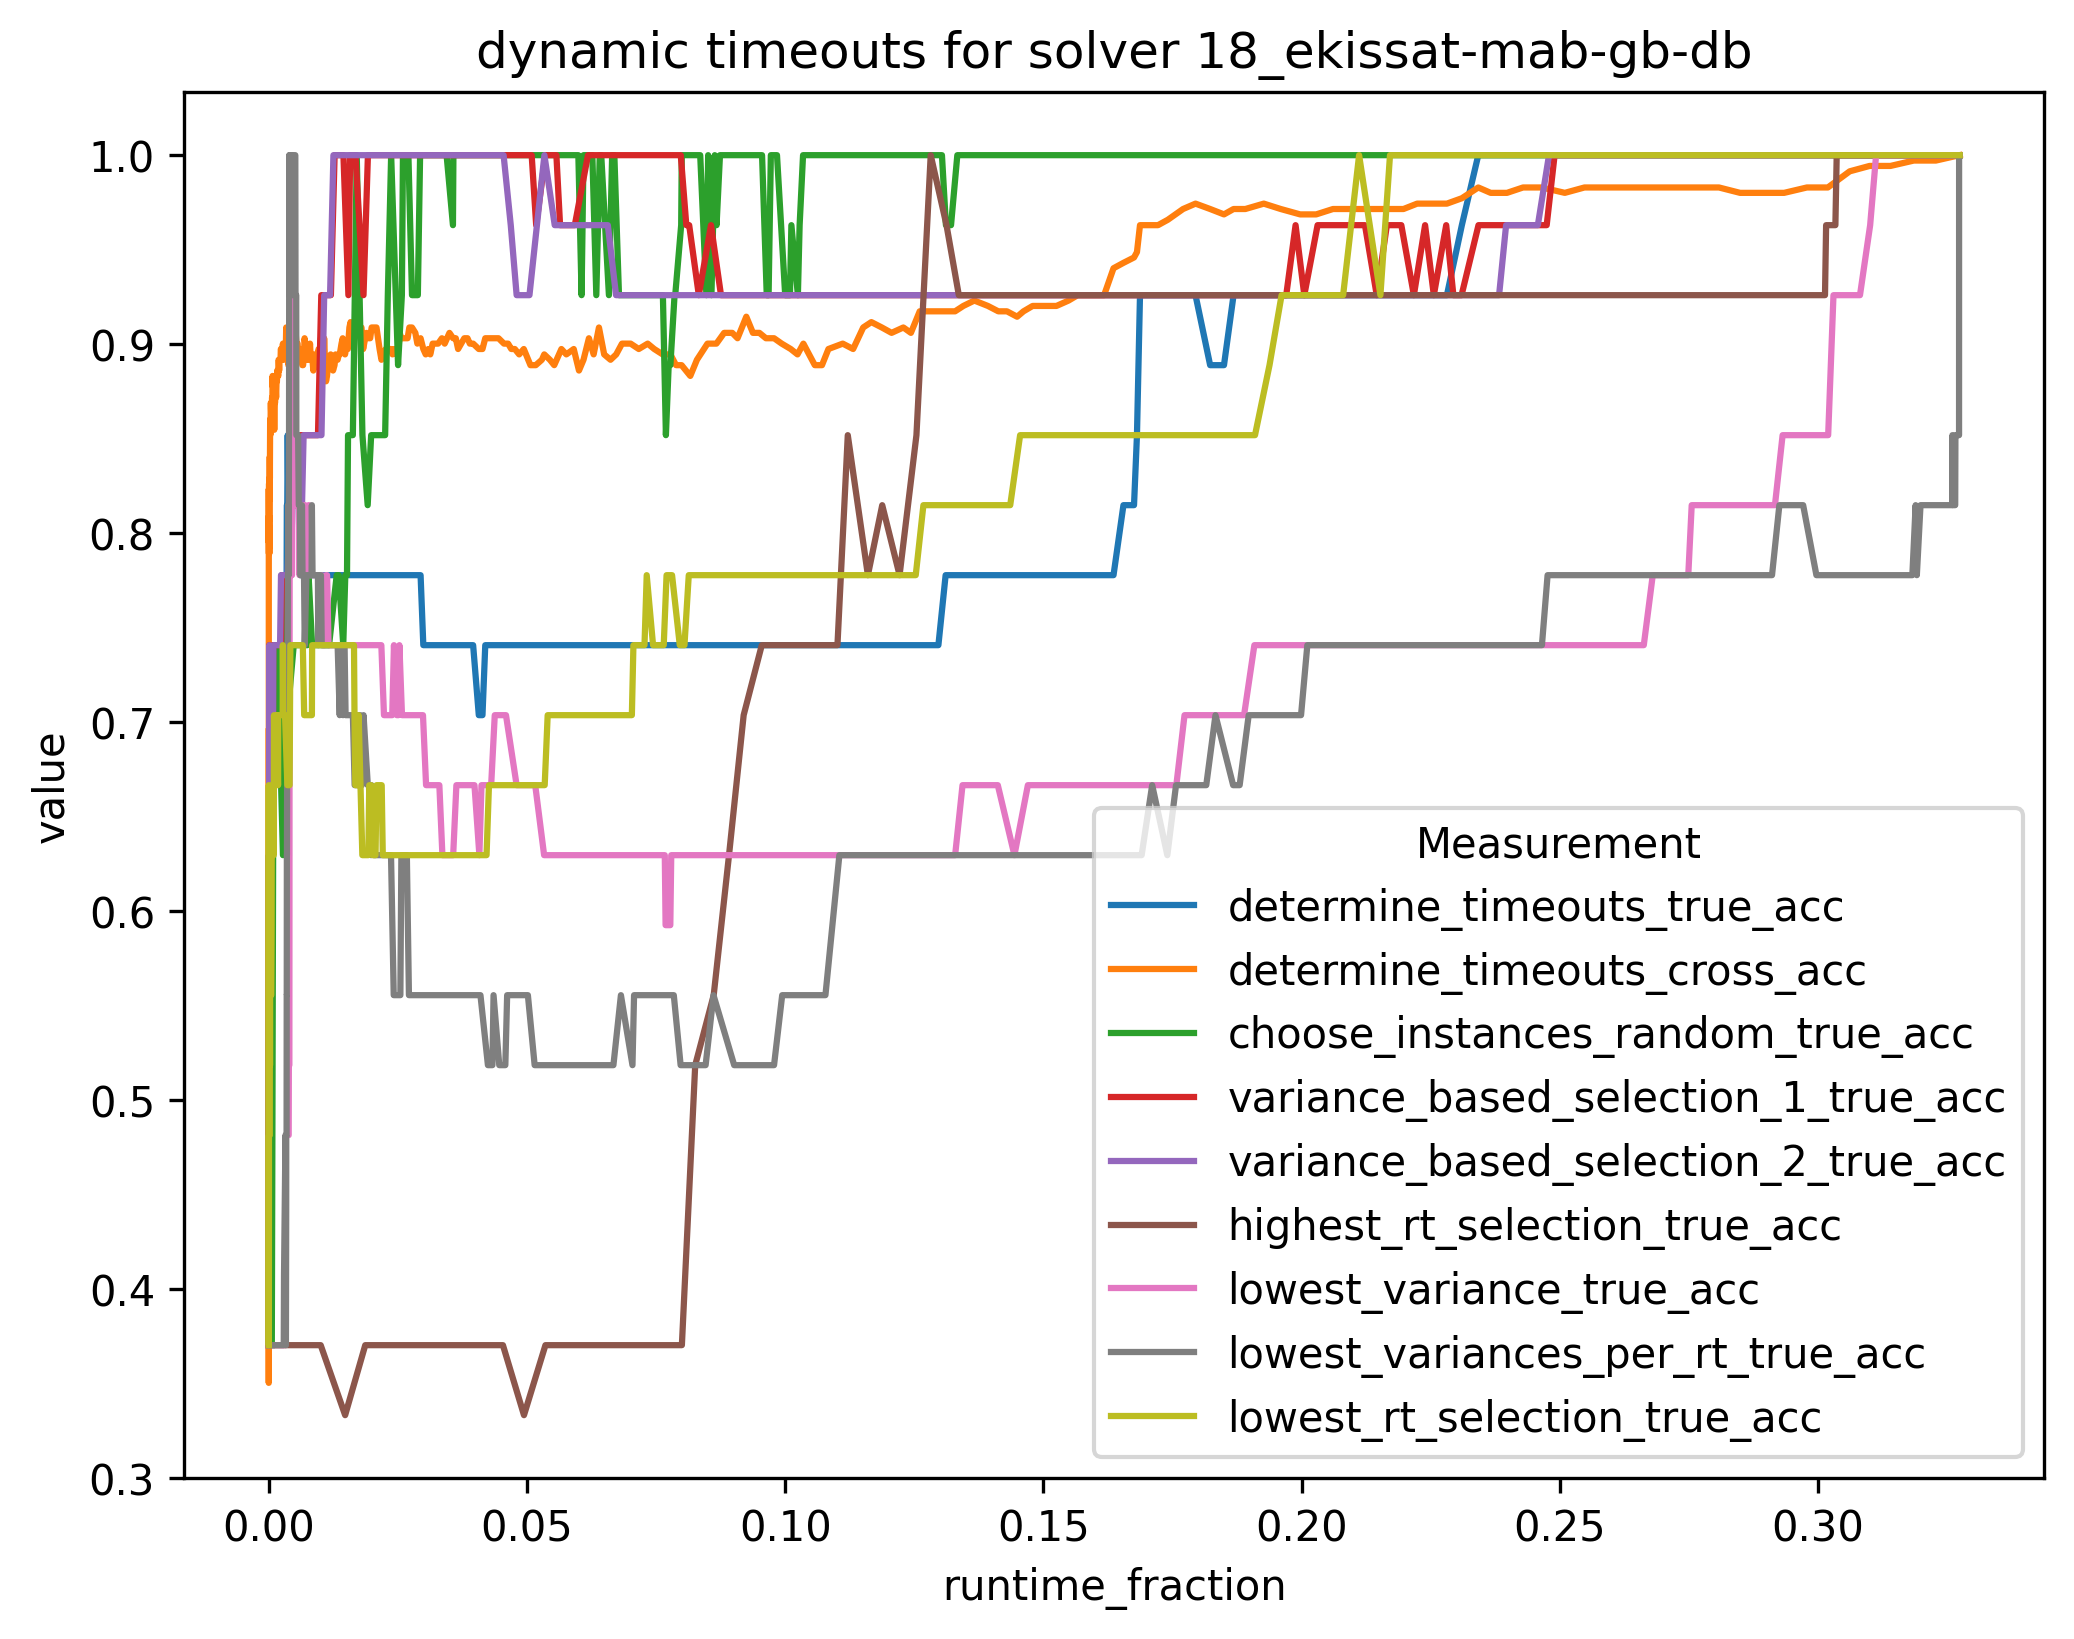 dynamic timeouts for solver 18_ekissat-mab-gb-db
1.0
0.9
0.8
0.7
0.6
0.5
0.4
0.3
value
Measurement
determine_timeouts_true_acc
determine_timeouts_cross_acc
choose_instances_random_true_acc
variance_based_selection_1_true_acc
variance_based_selection_2_true_acc
highest_rt_selection_true_acc
lowest_variance_true_acc
lowest_variances_per_rt_true_acc
lowest_rt_selection_true_acc
0.00 0.05 0.10 0.15 0.20 0.25 0.30
runtime_fraction